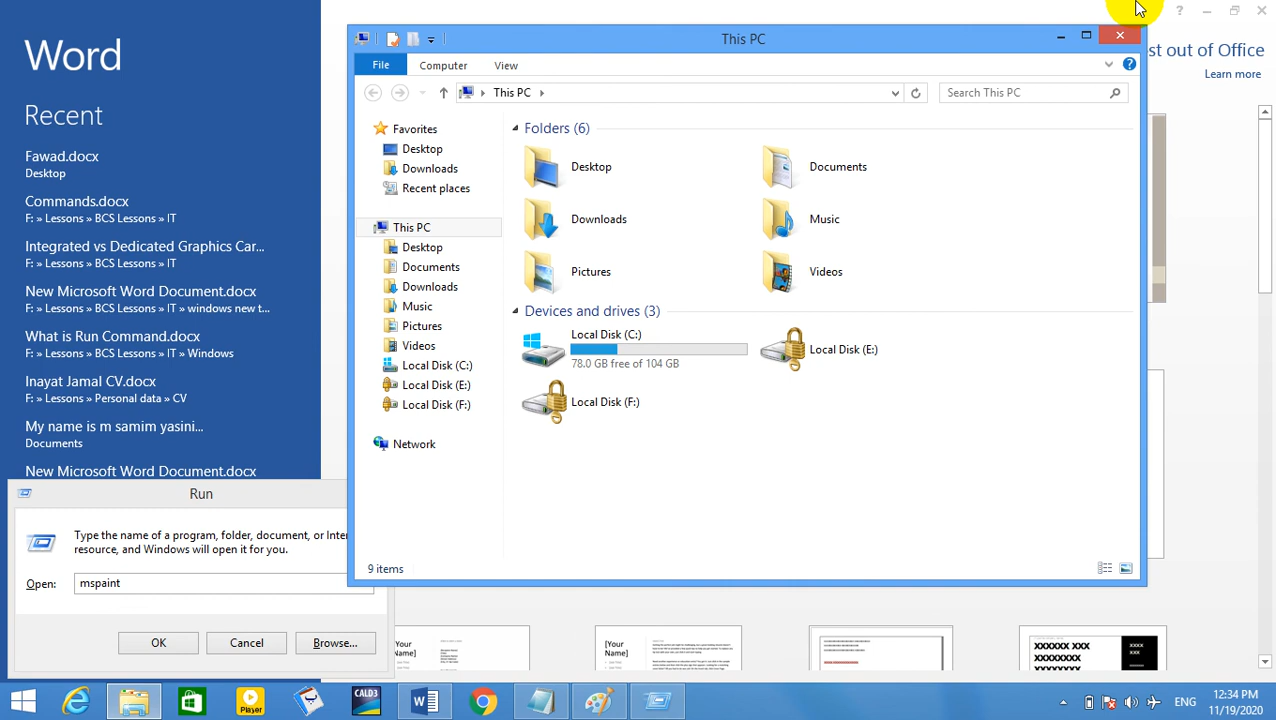 Word
Recent
Fawad.docx
Desktop
Commands.docx
F: » Lessons » BCS Lessons » IT
Integrated vs Dedicated Graphics Car...
F: » Lessons » BCS Lessons » IT
New Microsoft Word Document.docx
F: » Lessons » BCS Lessons » IT » windows new t...
What is Run Command.docx
F: » Lessons » BCS Lessons » IT » Windows
Inayat Jamal CV.docx
F: » Lessons » Personal data » CV
My name is m samim yasini...
Documents
New Microsoft Word Document.docx
Run
Type the name of a program, folder, document, or Inte
resource, and Windows will open it for you.
Open: mspaint
OK Cancel Browse...
This PC
File Computer View
This PC
Search This PC
Favorites
Desktop
Downloads
Recent places
This PC
Desktop
Documents
Downloads
Music
Pictures
Videos
Local Disk (C:)
Local Disk (E:)
Local Disk (F:)
Network
Folders (6)
Desktop
Documents
Downloads
Music
Pictures
Videos
Devices and drives (3)
Local Disk (C:)
78.0 GB free of 104 GB
Local Disk (E:)
Local Disk (F:)
9 items
st out of Office
Learn more
[Your
Name]
[Your
Name]
Player
CALD3
ENG
12:34 PM
11/19/2020